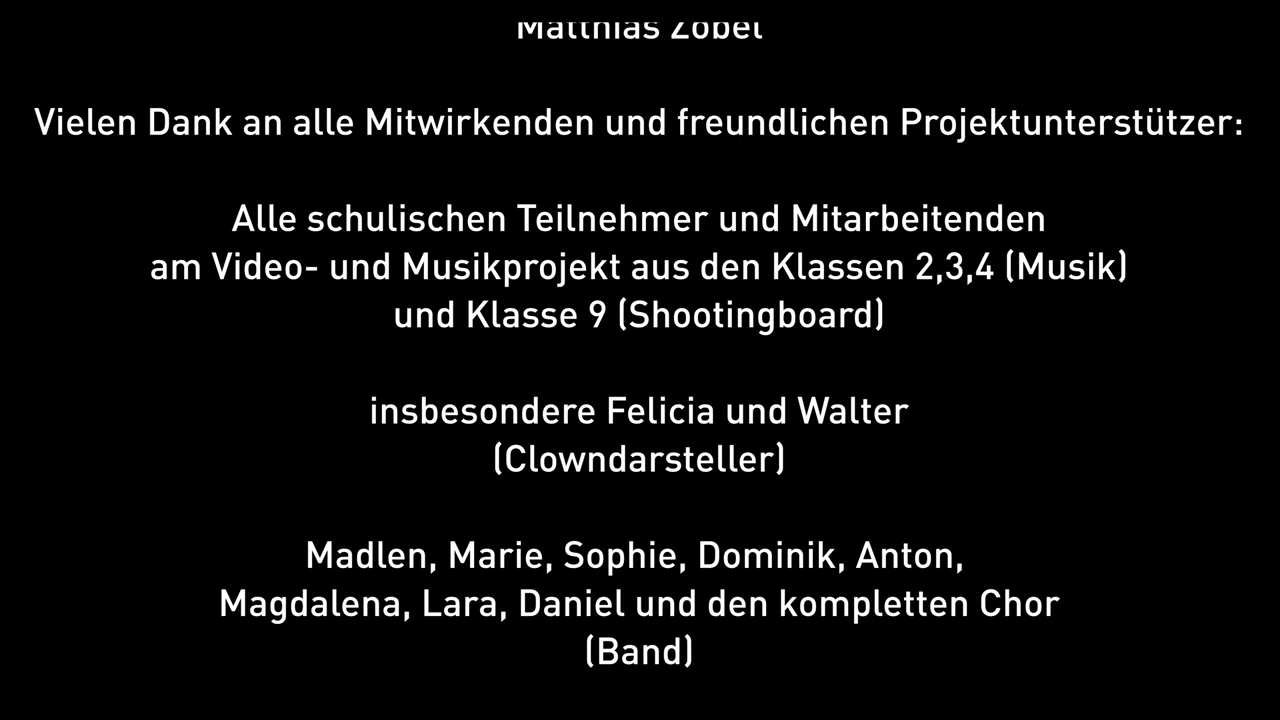 Matthias Zobel
Vielen Dank an alle Mitwirkenden und freundlichen Projektunterstützer:
Alle schulischen Teilnehmer und Mitarbeitenden
am Video- und Musikprojekt aus den Klassen 2,3,4 (Musik)
und Klasse 9 (Shootingboard)
insbesondere Felicia und Walter
(Clowndarsteller)
Madlen, Marie, Sophie, Dominik, Anton,
Magdalena, Lara, Daniel und den kompletten Chor
(Band)